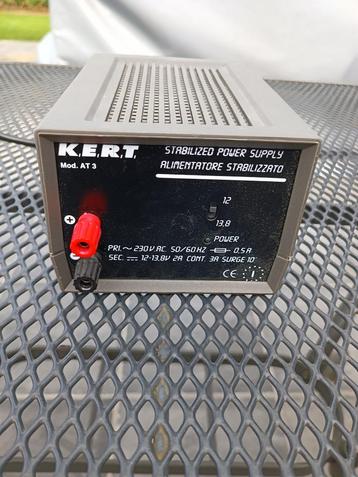 K.E.R.T.
Mod. AT 3
STABILIZED POWER SUPPLY
ALIMENTATORE STABILIZZATO
12
13.8
POWER
PRI. ~ 230V AC. 50/60HZ 0.5A
SEC. ⎓ 12-13.8V 2A CONT. 3A SURGE 10'
CE